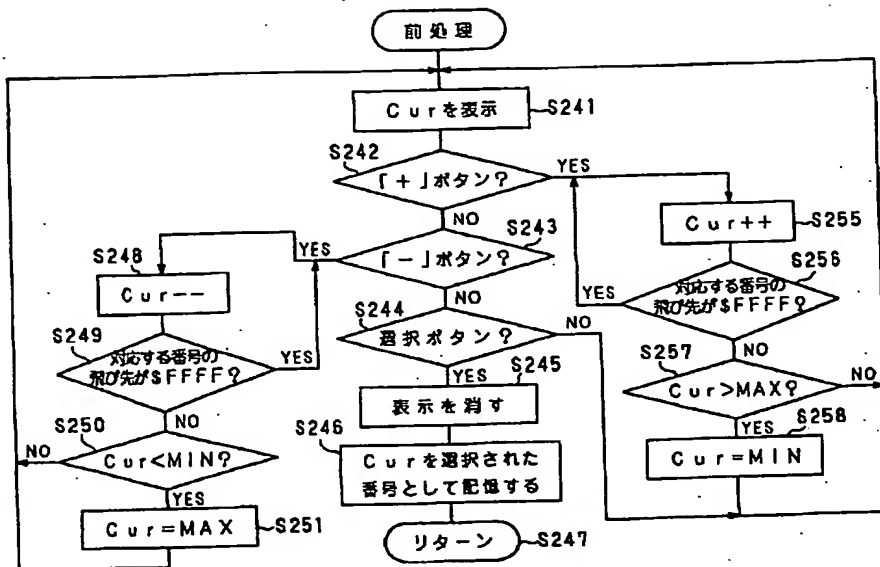 前処理
Curを表示
S241
S242
「+」ボタン?
YES
NO
S243
「-」ボタン?
YES
NO
S244
選択ボタン?
NO
YES
S245
表示を消す
S246
Curを選択された
番号として記憶する
リターン
S247
S248
Cur--
S249
対応する番号の
飛び先が$FFFF?
YES
NO
S250
Cur<MIN?
NO
YES
Cur=MAX
S251
Cur++
S255
S256
対応する番号の
飛び先が$FFFF?
YES
NO
S257
Cur>MAX?
NO
YES
S258
Cur=MIN